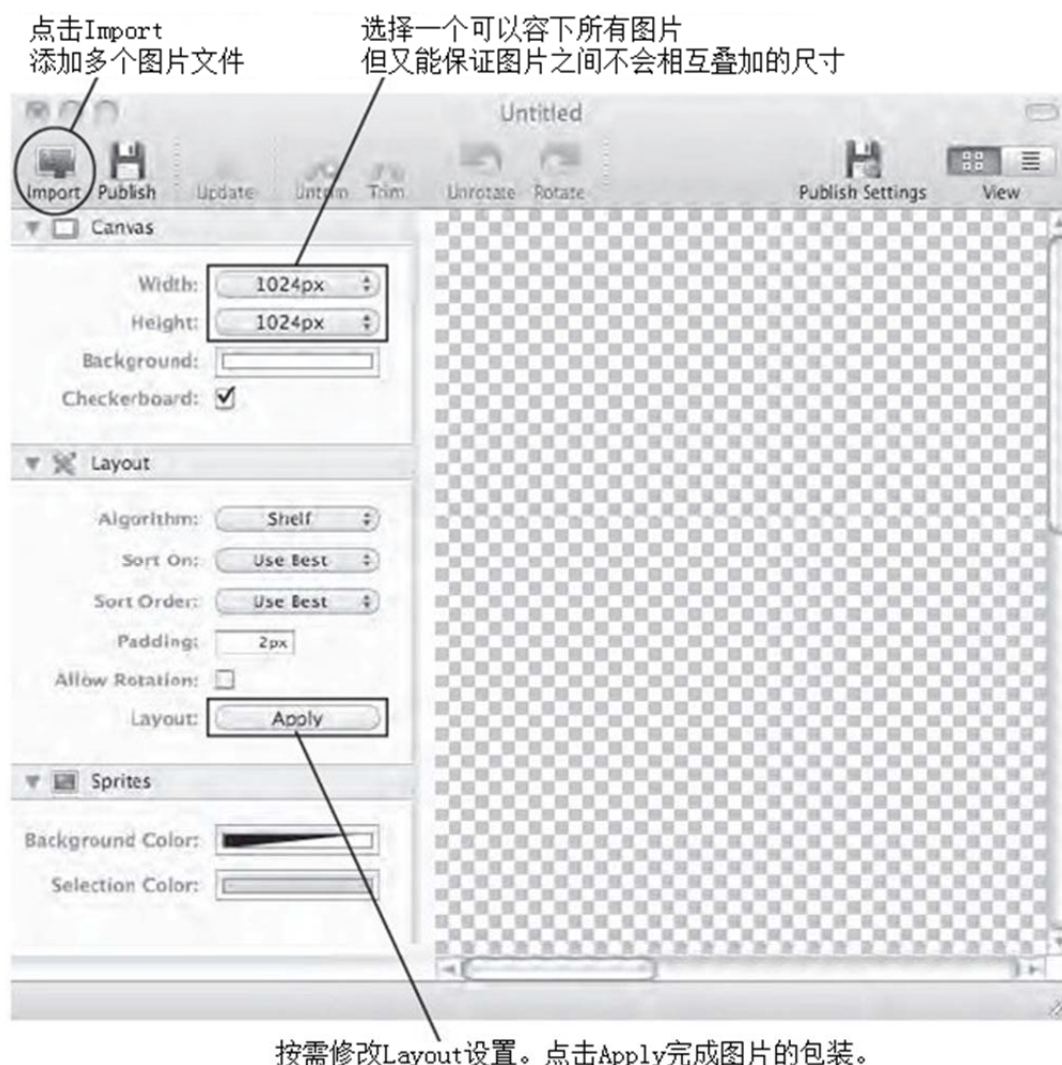 点击Import
添加多个图片文件
选择一个可以容下所有图片
但又能保证图片之间不会相互叠加的尺寸
Untitled
Import Publish Update Untrim Trim Unrotate Rotate Publish Settings View
Canvas
Width: 1024px
Height: 1024px
Background:
Checkerboard:
Layout
Algorithm: Shelf
Sort On: Use Best
Sort Order: Use Best
Padding: 2px
Allow Rotation:
Layout: Apply
Sprites
Background Color:
Selection Color:
按需修改Layout设置。点击Apply完成图片的包装。